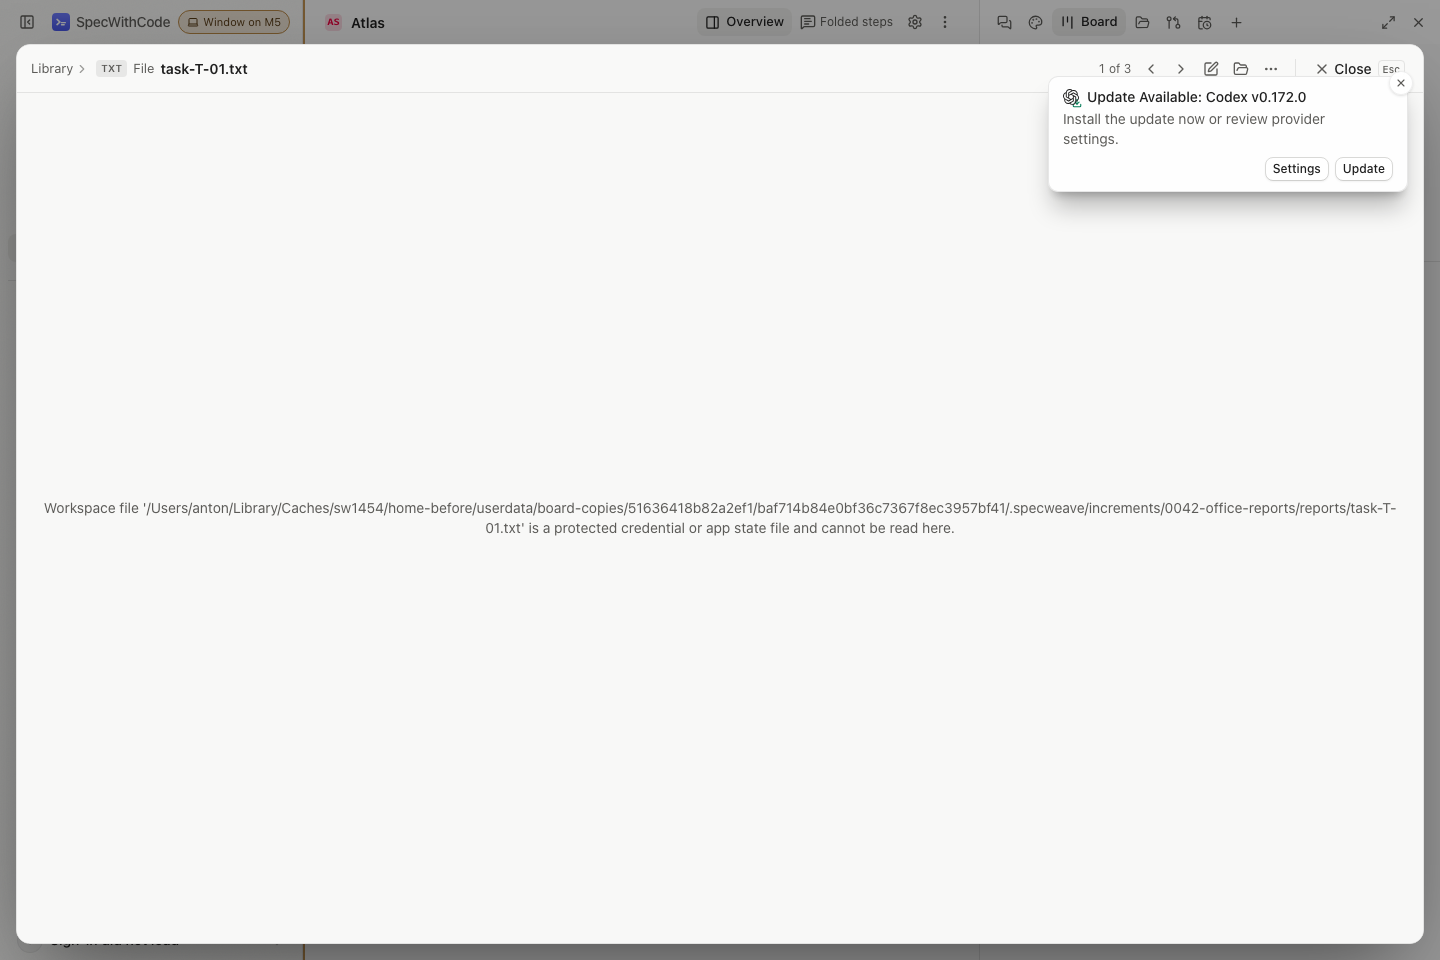 SpecWithCode
Window on M5
AS
Atlas
Overview
Folded steps
Board
Library
TXT
File
task-T-01.txt
1 of 3
Close
Esc
Update Available: Codex v0.172.0
Install the update now or review provider
settings.
Settings
Update
Workspace file '/Users/anton/Library/Caches/sw1454/home-before/userdata/board-copies/51636418b82a2ef1/baf714b84e0bf36c7367f8ec3957bf41/.specweave/increments/0042-office-reports/reports/task-T-
01.txt' is a protected credential or app state file and cannot be read here.